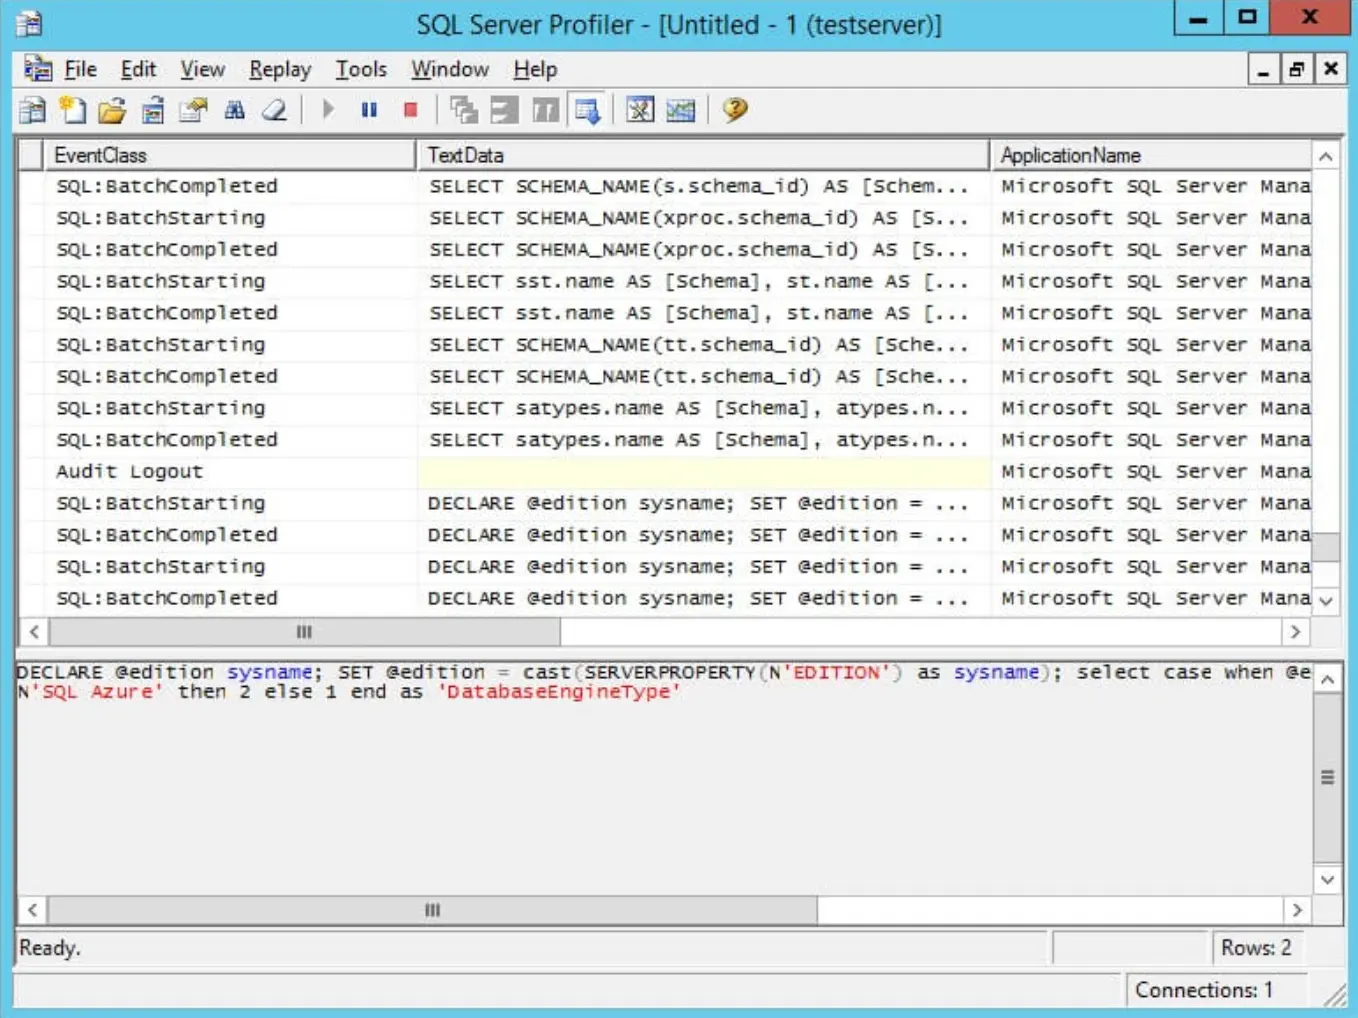 SQL Server Profiler - [Untitled - 1 (testserver)]
File Edit View Replay Tools Window Help
EventClass TextData ApplicationName
SQL:BatchCompleted SELECT SCHEMA_NAME(s.schema_id) AS [Schem... Microsoft SQL Server Mana
SQL:BatchStarting SELECT SCHEMA_NAME(xproc.schema_id) AS [S... Microsoft SQL Server Mana
SQL:BatchCompleted SELECT SCHEMA_NAME(xproc.schema_id) AS [S... Microsoft SQL Server Mana
SQL:BatchStarting SELECT sst.name AS [Schema], st.name AS [... Microsoft SQL Server Mana
SQL:BatchCompleted SELECT sst.name AS [Schema], st.name AS [... Microsoft SQL Server Mana
SQL:BatchStarting SELECT SCHEMA_NAME(tt.schema_id) AS [Sche... Microsoft SQL Server Mana
SQL:BatchCompleted SELECT SCHEMA_NAME(tt.schema_id) AS [Sche... Microsoft SQL Server Mana
SQL:BatchStarting SELECT satypes.name AS [Schema], atypes.n... Microsoft SQL Server Mana
SQL:BatchCompleted SELECT satypes.name AS [Schema], atypes.n... Microsoft SQL Server Mana
Audit Logout Microsoft SQL Server Mana
SQL:BatchStarting DECLARE @edition sysname; SET @edition = ... Microsoft SQL Server Mana
SQL:BatchCompleted DECLARE @edition sysname; SET @edition = ... Microsoft SQL Server Mana
SQL:BatchStarting DECLARE @edition sysname; SET @edition = ... Microsoft SQL Server Mana
SQL:BatchCompleted DECLARE @edition sysname; SET @edition = ... Microsoft SQL Server Mana
DECLARE @edition sysname; SET @edition = cast(SERVERPROPERTY(N'EDITION') as sysname); select case when @e
N'SQL Azure' then 2 else 1 end as 'DatabaseEngineType'
Ready. Rows: 2
Connections: 1